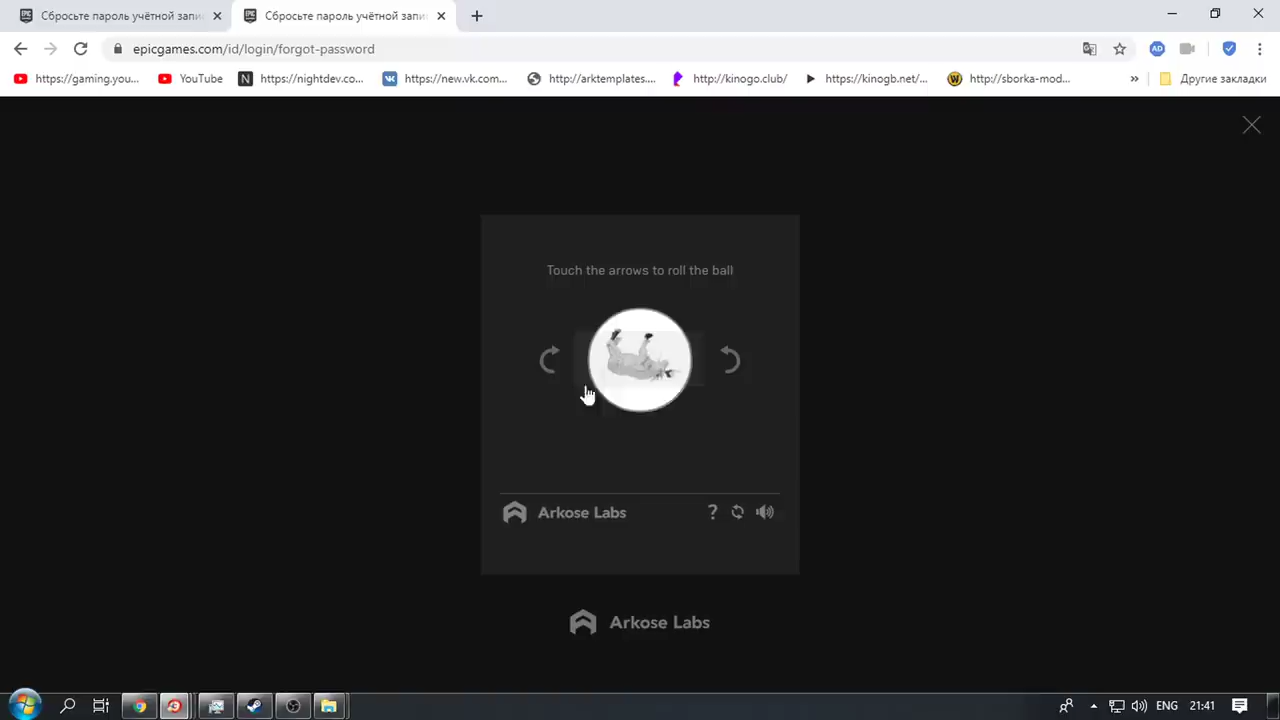 Сбросьте пароль учётной запи
Сбросьте пароль учётной запи
epicgames.com/id/login/forgot-password
https://gaming.you...
YouTube
https://nightdev.co...
https://new.vk.com...
http://arktemplates....
http://kinogo.club/
https://kinogb.net/...
http://sborka-mod...
»
Другие закладки
Touch the arrows to roll the ball
Arkose Labs
?
Arkose Labs
ENG
21:41